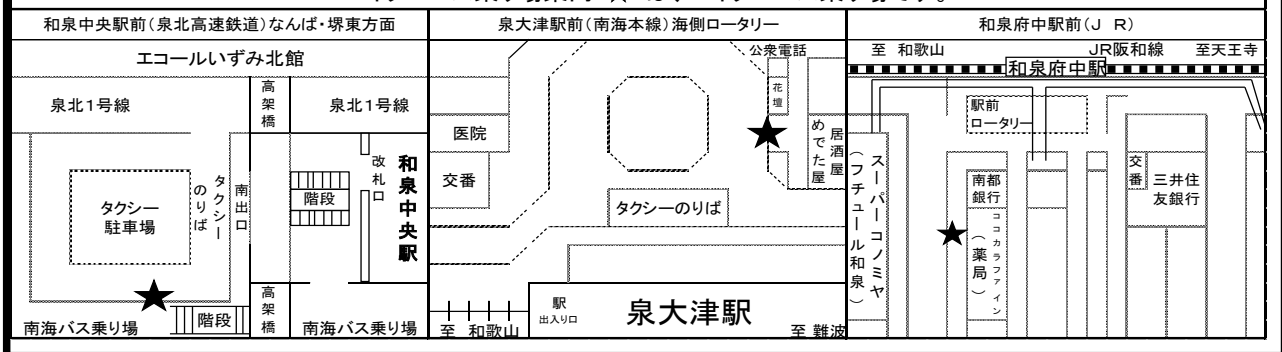 和泉中央駅前(泉北高速鉄道)なんば・堺東方面
エコールいずみ北館
泉北1号線
高架橋
泉北1号線
タクシー
のりば
南出口
タクシー
駐車場
階段
改札口
和泉中央駅
高架橋
階段
南海バス乗り場
南海バス乗り場
泉大津駅前(南海本線)海側ロータリー
公衆電話
花壇
医院
居酒屋
めでた屋
交番
タクシーのりば
駅
出入り口
泉大津駅
至 和歌山
至 難波
和泉府中駅前(J R)
至 和歌山
JR阪和線
至天王寺
和泉府中駅
駅前
ロータリー
スーパーコノミヤ
(フチュール和泉)
南都
銀行
ココカラファイン
(薬局)
交番
三井住
友銀行